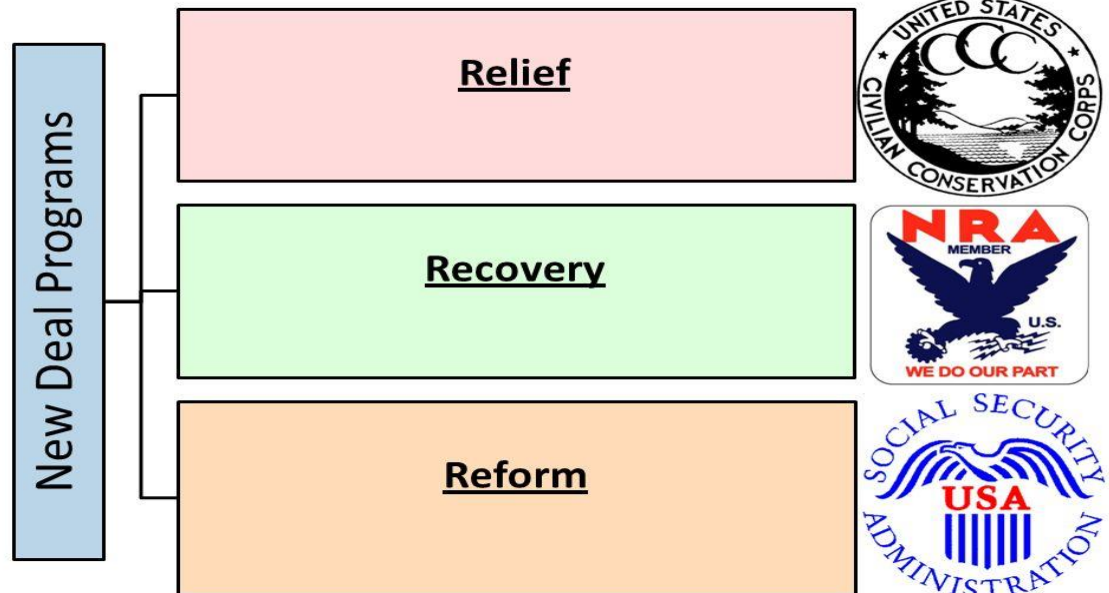 New Deal Programs
Relief
UNITED STATES
CCC
CIVILIAN CONSERVATION CORPS
Recovery
NRA
MEMBER
U.S.
WE DO OUR PART
Reform
SOCIAL SECURITY
USA
ADMINISTRATION